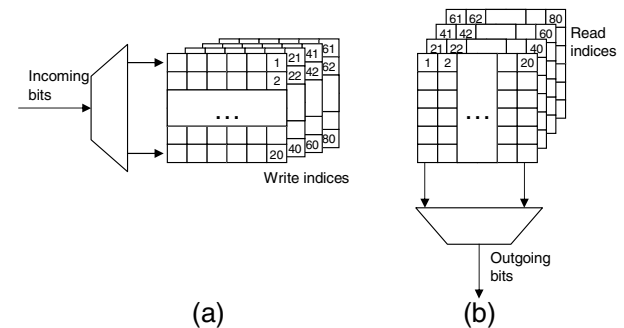 61 62 80
41 42 60
21 22 40
1 2 20
...
Read
indices
Incoming
bits
1 21 41 61
2 22 42 62
...
20 40 60 80
Write indices
Outgoing
bits
(a) (b)